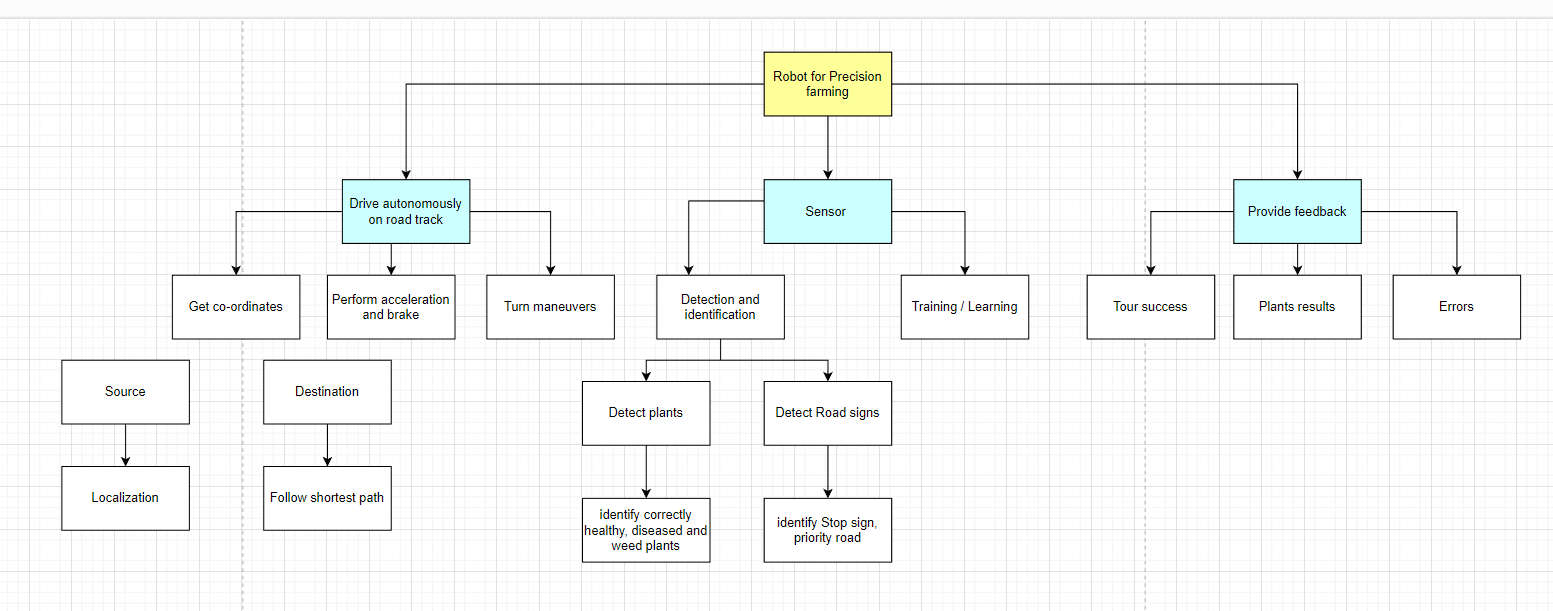 Robot for Precision
farming
Drive autonomously
on road track
Sensor
Provide feedback
Get co-ordinates
Perform acceleration
and brake
Turn maneuvers
Detection and
identification
Training / Learning
Tour success
Plants results
Errors
Source
Destination
Detect plants
Detect Road signs
Localization
Follow shortest path
identify correctly
healthy, diseased and
weed plants
identify Stop sign,
priority road